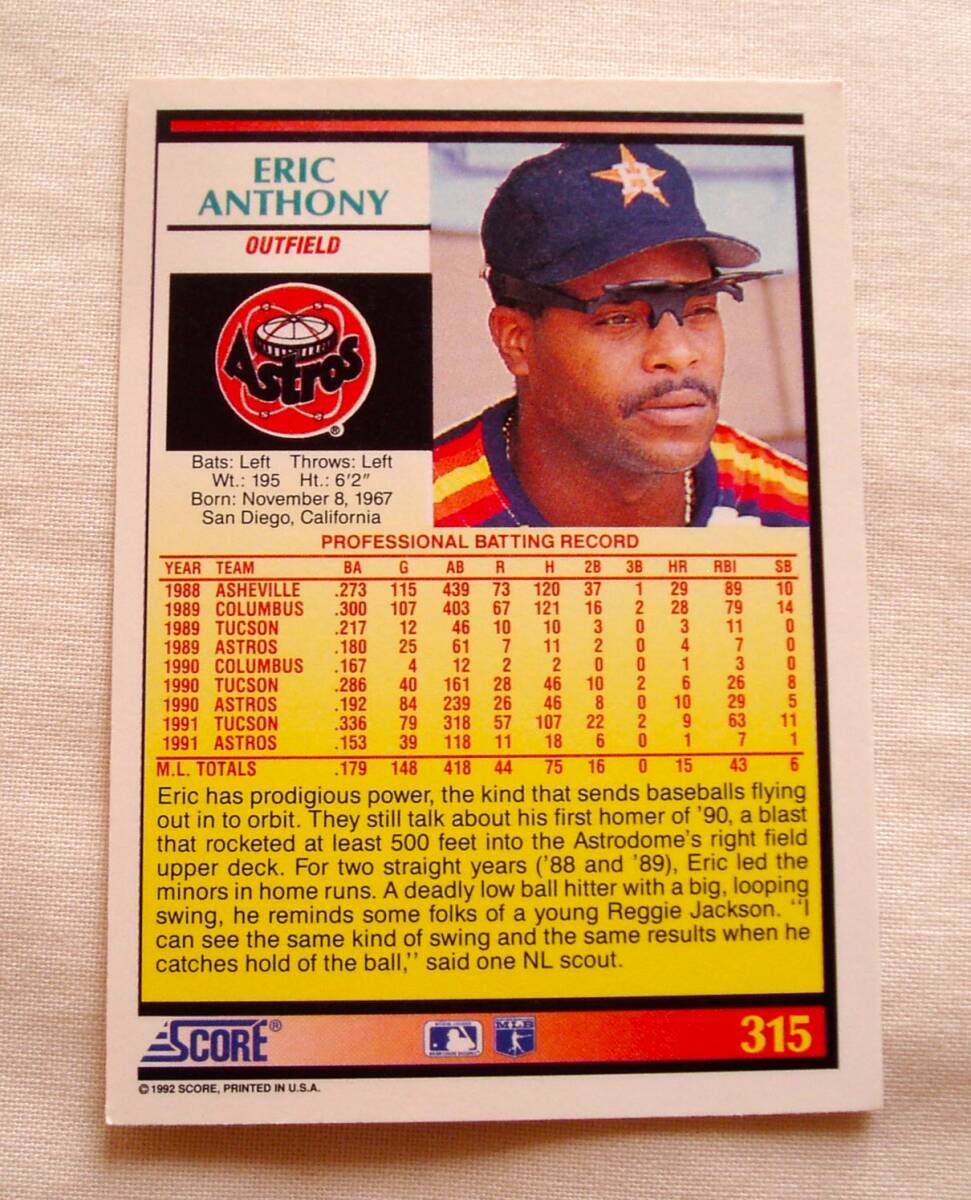 ERIC
ANTHONY
OUTFIELD
H
Astros®
Bats: Left Throws: Left
Wt.: 195 Ht.: 6'2"
Born: November 8, 1967
San Diego, California
PROFESSIONAL BATTING RECORD
YEAR TEAM BA G AB R H 2B 3B HR RBI SB
1988 ASHEVILLE .273 115 439 73 120 37 1 29 89 10
1989 COLUMBUS .300 107 403 67 121 16 2 28 79 14
1989 TUCSON .217 12 46 10 10 3 0 3 11 0
1989 ASTROS .180 25 61 7 11 2 0 4 7 0
1990 COLUMBUS .167 4 12 2 2 0 0 1 3 0
1990 TUCSON .286 40 161 28 46 10 2 6 26 8
1990 ASTROS .192 84 239 26 46 8 0 10 29 5
1991 TUCSON .336 79 318 57 107 22 2 9 63 11
1991 ASTROS .153 39 118 11 18 6 0 1 7 1
M.L. TOTALS .179 148 418 44 75 16 0 15 43 6
Eric has prodigious power, the kind that sends baseballs flying
out in to orbit. They still talk about his first homer of '90, a blast
that rocketed at least 500 feet into the Astrodome's right field
upper deck. For two straight years ('88 and '89), Eric led the
minors in home runs. A deadly low ball hitter with a big, looping
swing, he reminds some folks of a young Reggie Jackson. "I
can see the same kind of swing and the same results when he
catches hold of the ball,'' said one NL scout.
SCORE® MLB 315
© 1992 SCORE, PRINTED IN U.S.A.